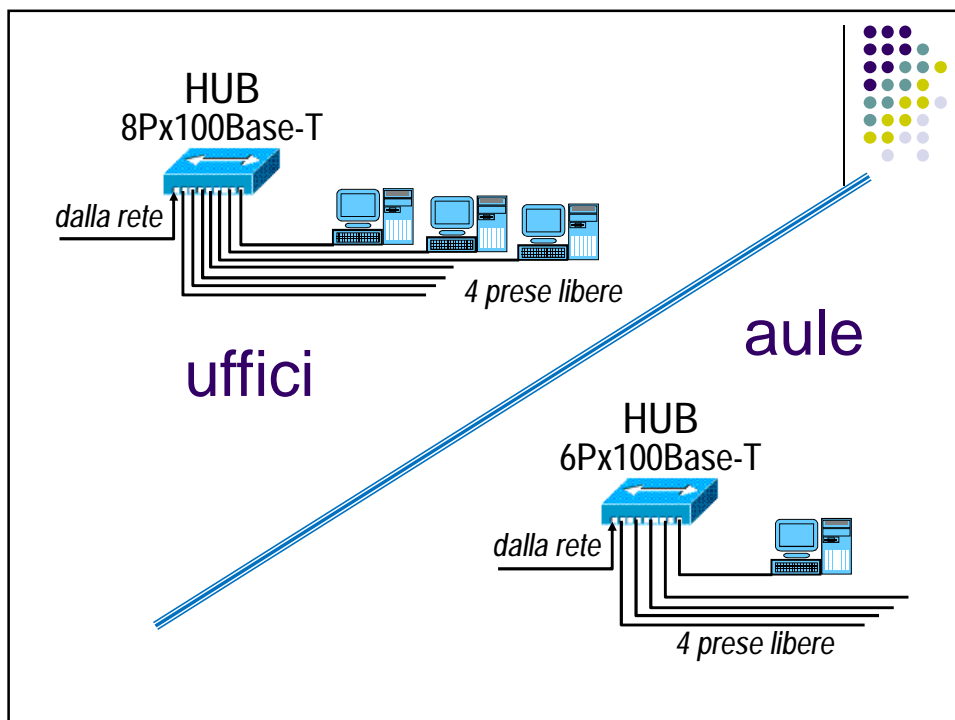 HUB
8Px100Base-T
dalla rete
4 prese libere
uffici
aule
HUB
6Px100Base-T
dalla rete
4 prese libere